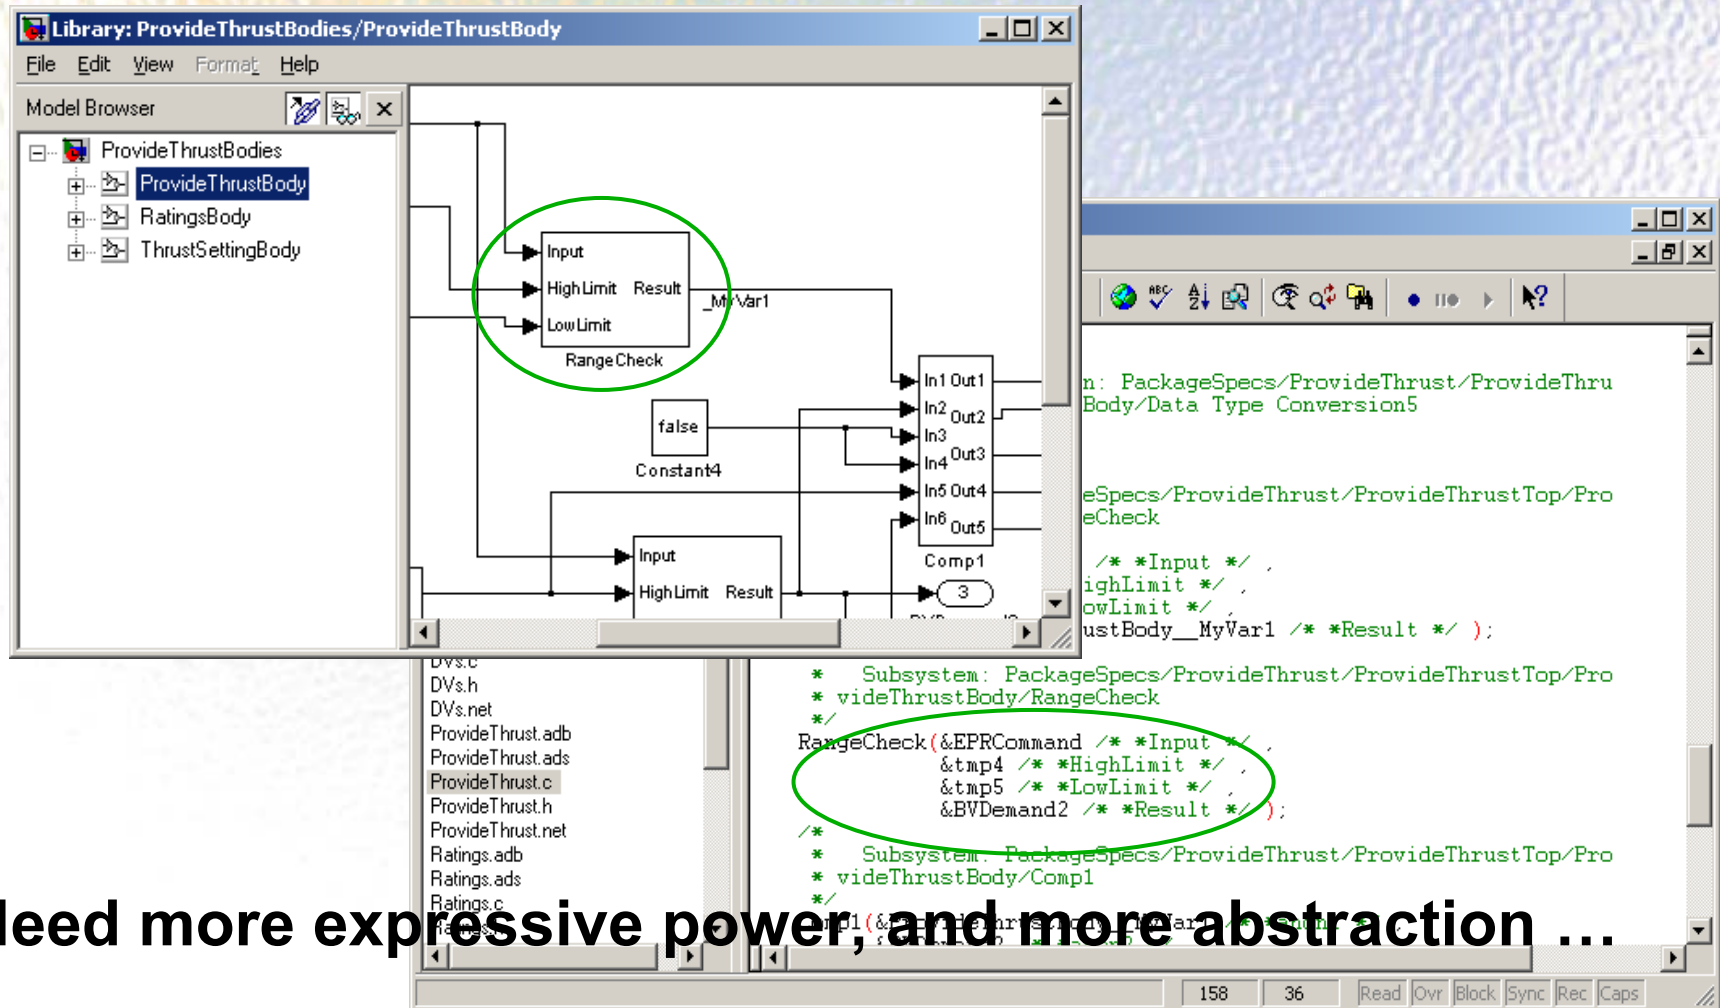 Library: ProvideThrustBodies/ProvideThrustBody
File Edit View Format Help
Model Browser
ProvideThrustBodies
ProvideThrustBody
RatingsBody
ThrustSettingBody
Input
HighLimit Result
_MyVar1
LowLimit
RangeCheck
false
Constant4
In1 Out1
In2 Out2
In3
In4 Out3
In5 Out4
In6 Out5
Comp1
Input
HighLimit Result
3
ABC
A
Z
n: PackageSpecs/ProvideThrust/ProvideThru
Body/Data Type Conversion5
eSpecs/ProvideThrust/ProvideThrustTop/Pro
eCheck
/* *Input */ ,
ighLimit */ ,
owLimit */ ,
ustBody__MyVar1 /* *Result */ );
* Subsystem: PackageSpecs/ProvideThrust/ProvideThrustTop/Pro
* videThrustBody/RangeCheck
*/
RangeCheck(&EPRCommand /* *Input */ ,
&tmp4 /* *HighLimit */ ,
&tmp5 /* *LowLimit */ ,
&BVDemand2 /* *Result */ );
/*
* Subsystem: PackageSpecs/ProvideThrust/ProvideThrustTop/Pro
* videThrustBody/Comp1
*/
DVs.c
DVs.h
DVs.net
ProvideThrust.adb
ProvideThrust.ads
ProvideThrust.c
ProvideThrust.h
ProvideThrust.net
Ratings.adb
Ratings.ads
Ratings.c
eed more expressive power, and more abstraction ...
158 36 Read Ovr Block Sync Rec Caps